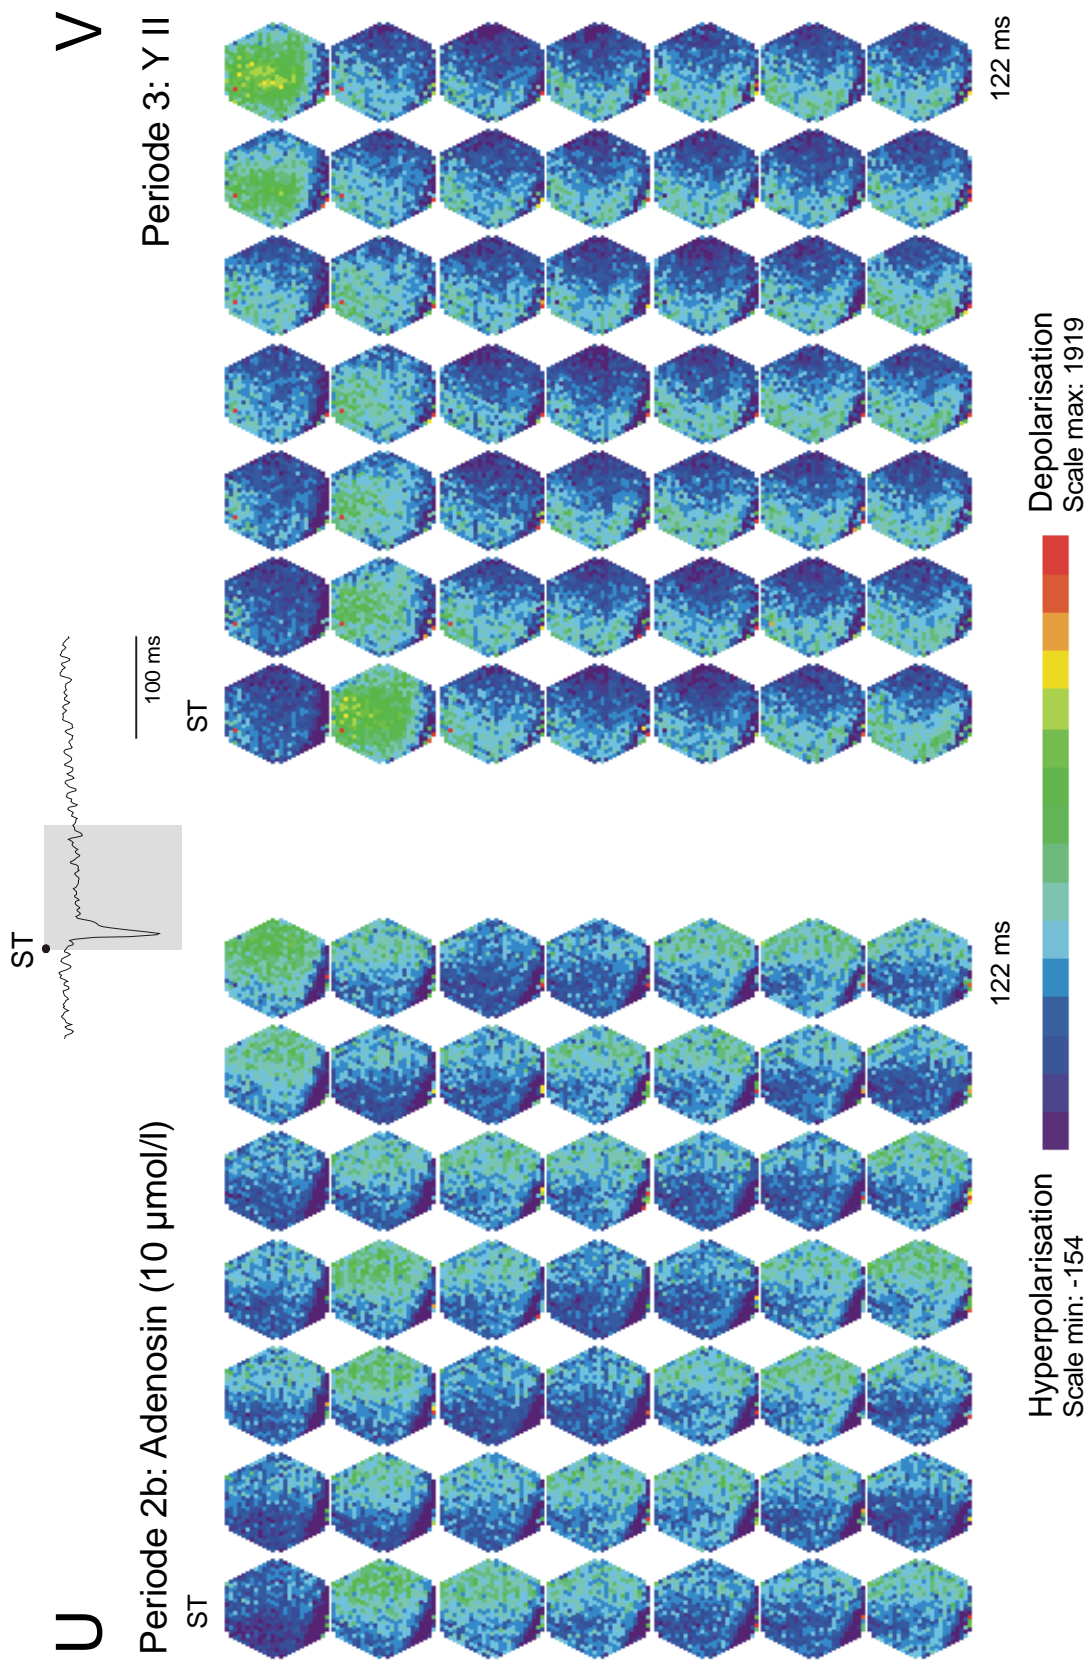 U
Periode 2b: Adenosin (10 µmol/l)
ST
122 ms
ST
100 ms
V
Periode 3: Y II
ST
122 ms
Hyperpolarisation
Scale min: -154
Depolarisation
Scale max: 1919